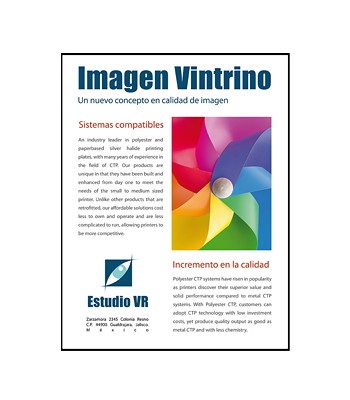 Imagen Vintrino
Un nuevo concepto en calidad de imagen
Sistemas compatibles
An industry leader in polyester and
paperbased silver halide printing
plates, with many years of experience in
the field of CTP. Our products are
unique in that they have been built and
enhanced from day one to meet the
needs of the small to medium sized
printer. Unlike other products that are
retrofitted, our affordable solutions cost
less to own and operate and are less
complicated to run, allowing printers to
be more competitive.
Estudio VR
Zarzamora 2345 Colonia Resno
C.P. 44900 Guadalajara, Jalisco.
México
Incremento en la calidad
Polyester CTP systems have risen in popularity
as printers discover their superior value and
solid performance compared to metal CTP
systems. With Polyester CTP, customers can
adopt CTP technology with low investment
costs, yet produce quality output as good as
metal CTP and with less chemistry.